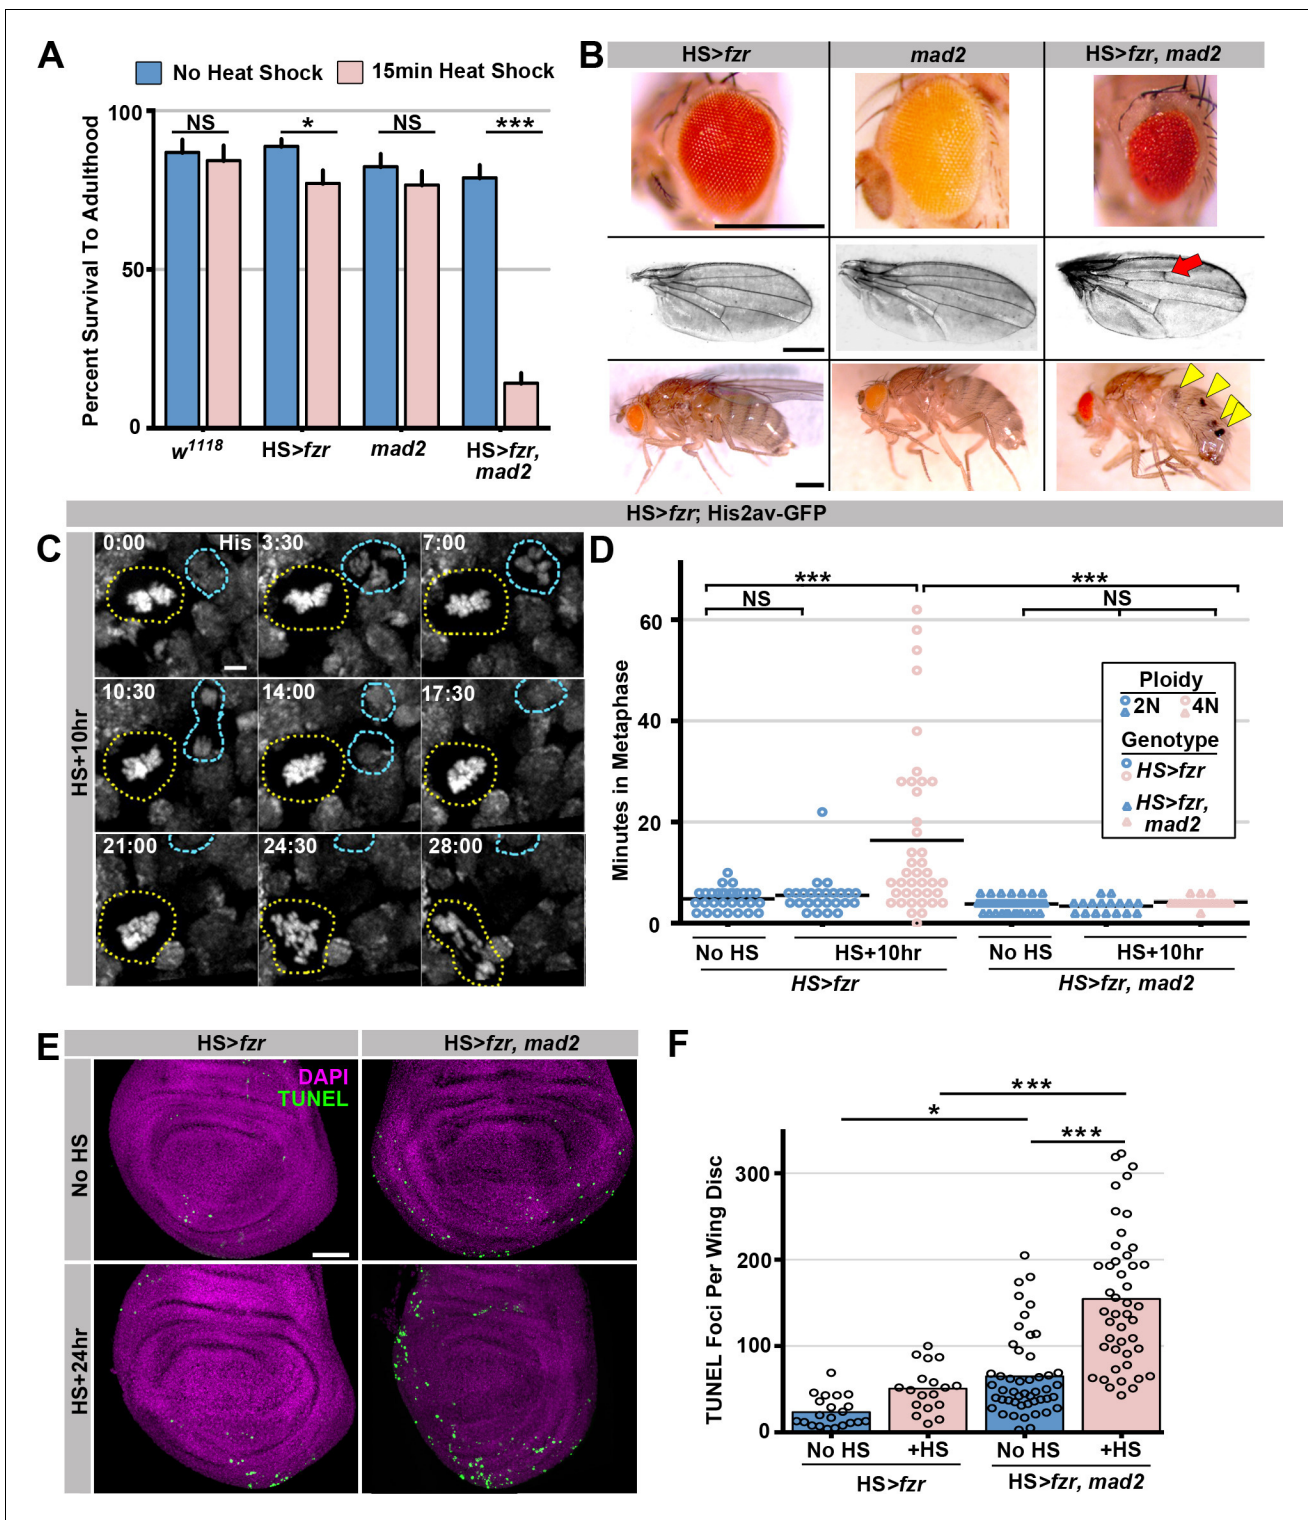 A
No Heat Shock
15min Heat Shock
Percent Survival To Adulthood
100
50
0
NS
*
NS
***
w1118
HS>fzr
mad2
HS>fzr,
mad2
B
HS>fzr
mad2
HS>fzr, mad2
HS>fzr; His2av-GFP
C
HS+10hr
0:00
His
3:30
7:00
10:30
14:00
17:30
21:00
24:30
28:00
D
Minutes in Metaphase
60
40
20
0
***
***
NS
NS
Ploidy
2N
4N
Genotype
HS>fzr
HS>fzr,
mad2
No HS
HS+10hr
No HS
HS+10hr
HS>fzr
HS>fzr, mad2
E
HS>fzr
HS>fzr, mad2
No HS
HS+24hr
DAPI
TUNEL
F
TUNEL Foci Per Wing Disc
300
200
100
0
***
*
***
No HS
+HS
No HS
+HS
HS>fzr
HS>fzr, mad2